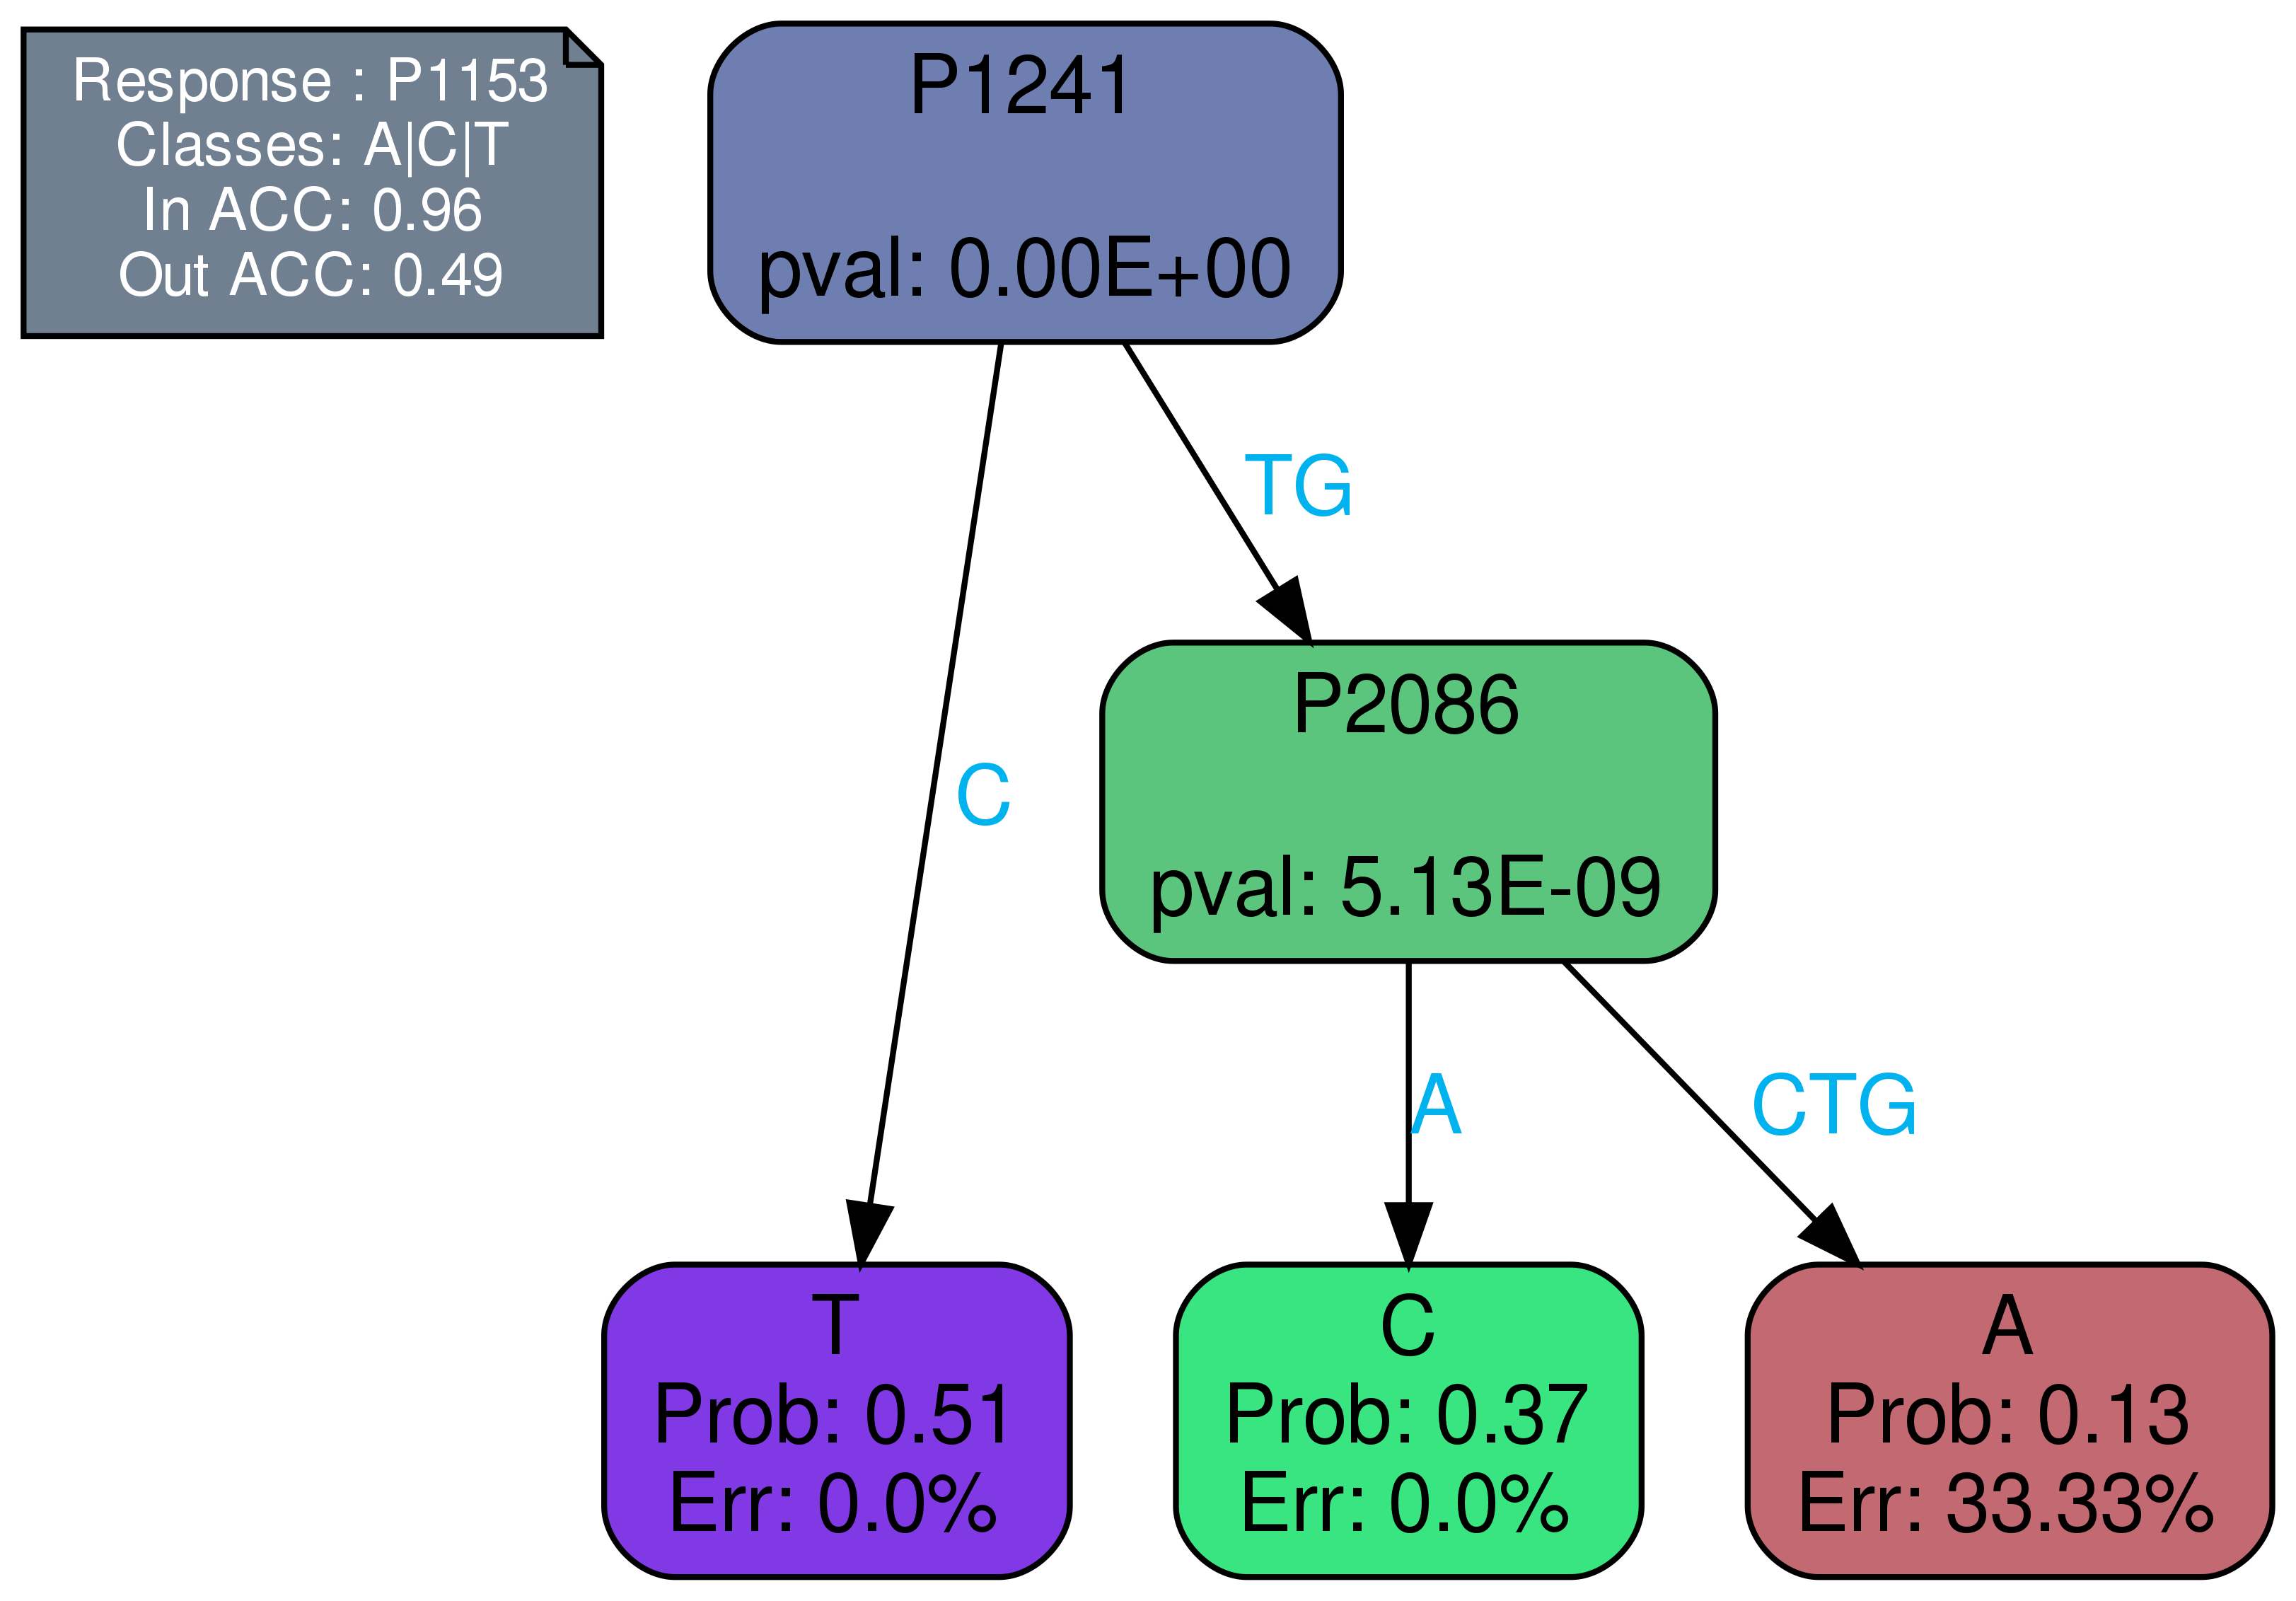 Response : P1153
Classes: A|C|T
In ACC: 0.96
Out ACC: 0.49
P1241
pval: 0.00E+00
TG
C
P2086
pval: 5.13E-09
A
CTG
T
Prob: 0.51
Err: 0.0%
C
Prob: 0.37
Err: 0.0%
A
Prob: 0.13
Err: 33.33%